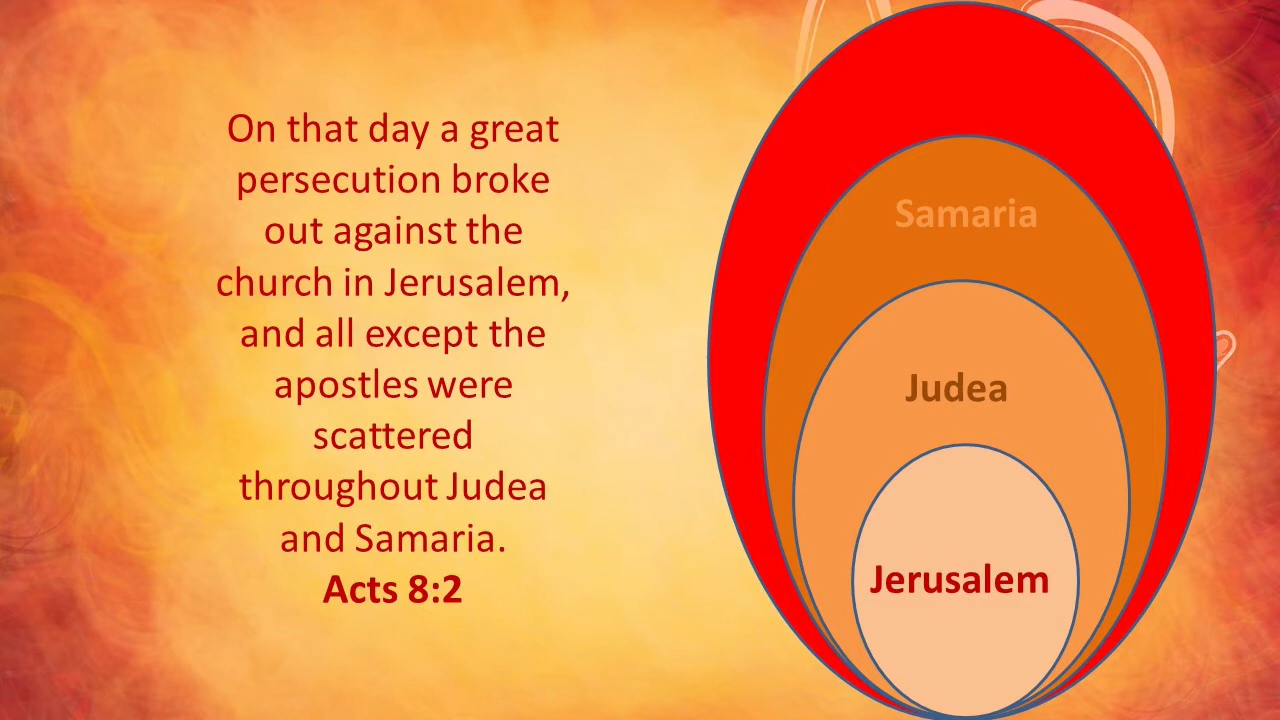 On that day a great
persecution broke
out against the
church in Jerusalem,
and all except the
apostles were
scattered
throughout Judea
and Samaria.
Acts 8:2
Samaria
Judea
Jerusalem